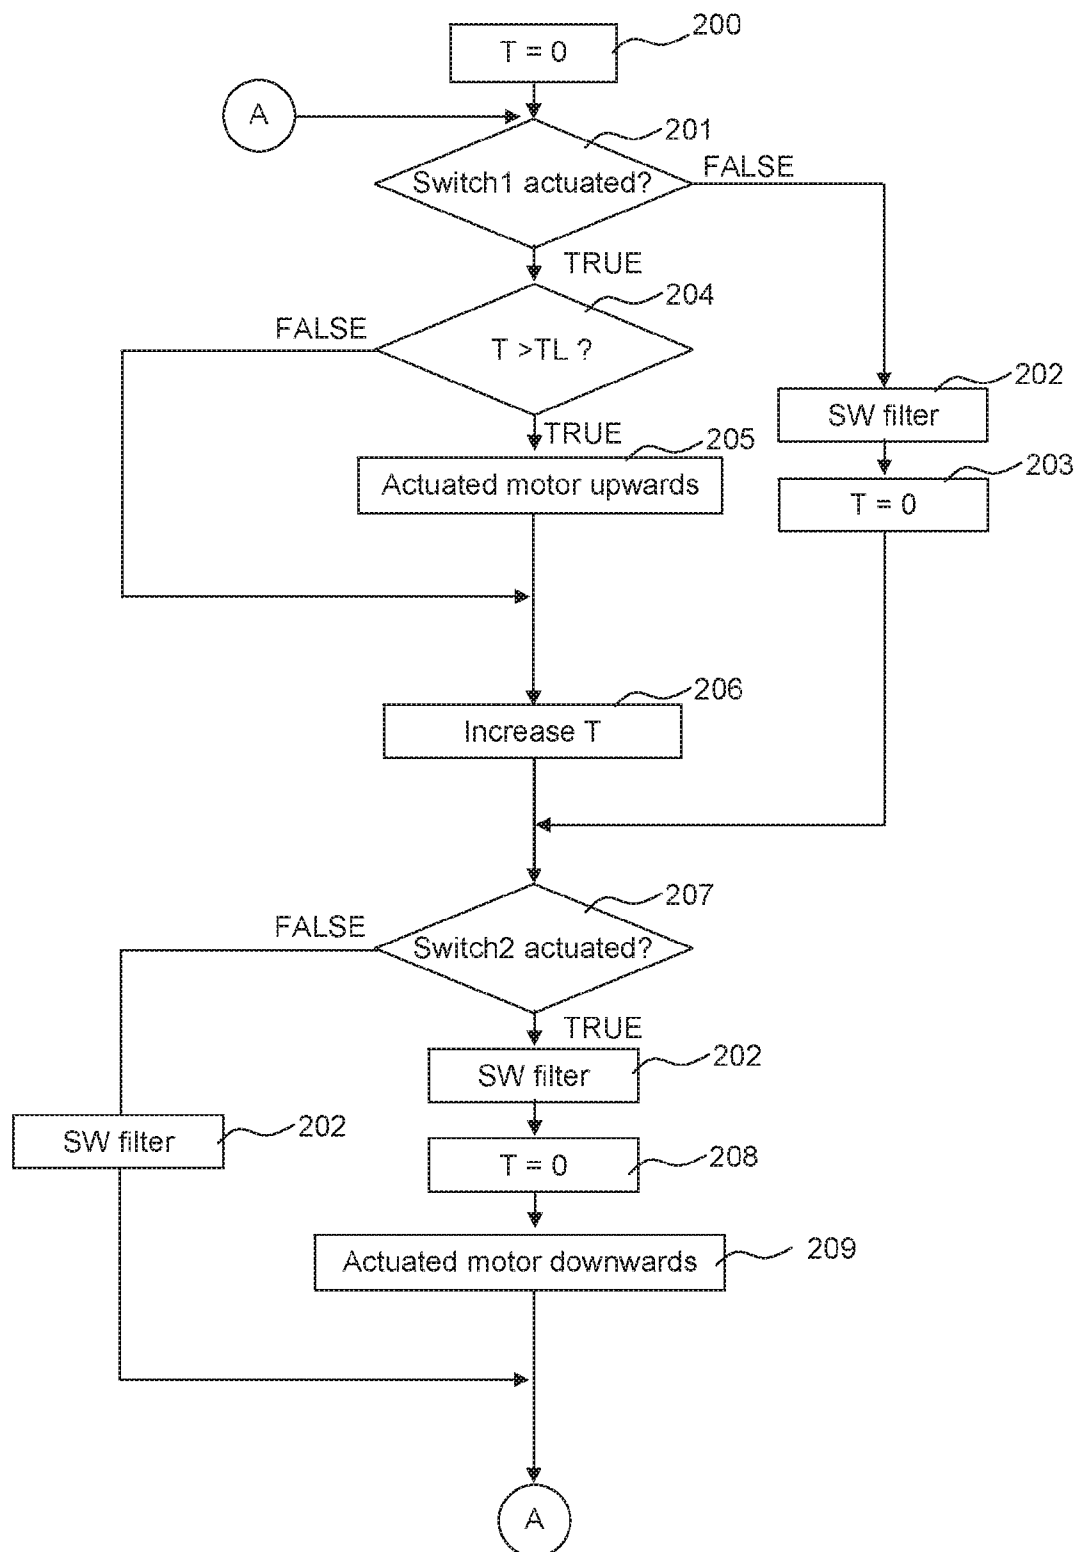 200
T = 0
A
201
Switch1 actuated?
FALSE
TRUE
204
FALSE
T >TL ?
TRUE
202
SW filter
205
Actuated motor upwards
203
T = 0
206
Increase T
207
FALSE
Switch2 actuated?
TRUE
202
SW filter
202
SW filter
208
T = 0
209
Actuated motor downwards
A